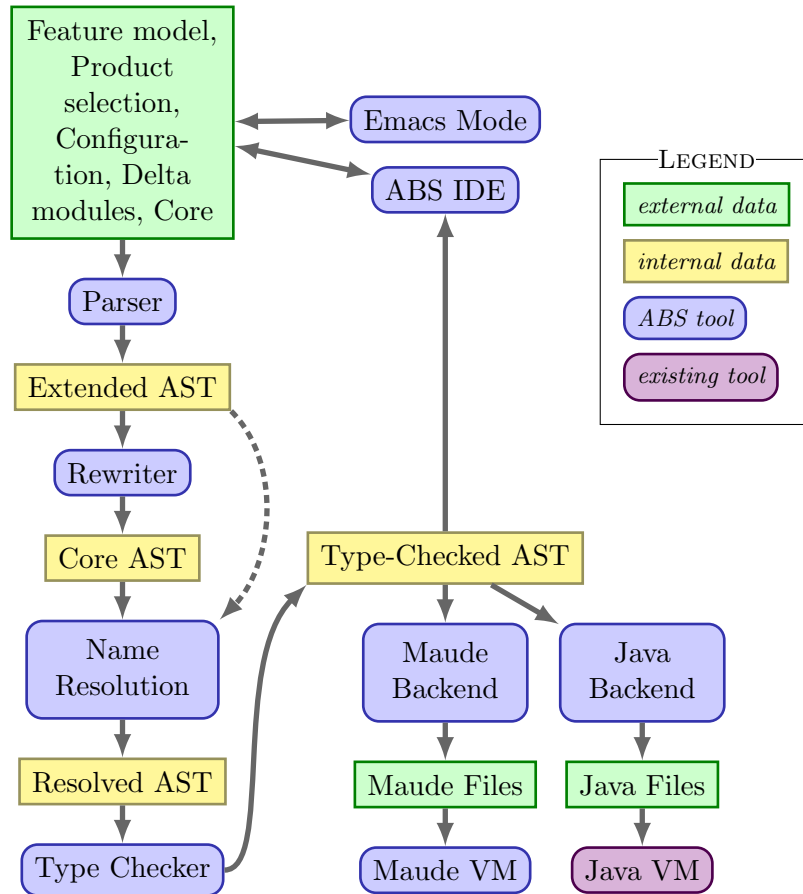 Feature model,
Product
selection,
Configura-
tion, Delta
modules, Core
Emacs Mode
ABS IDE
LEGEND
external data
internal data
ABS tool
existing tool
Parser
Extended AST
Rewriter
Core AST
Type-Checked AST
Name
Resolution
Maude
Backend
Java
Backend
Resolved AST
Maude Files
Java Files
Type Checker
Maude VM
Java VM